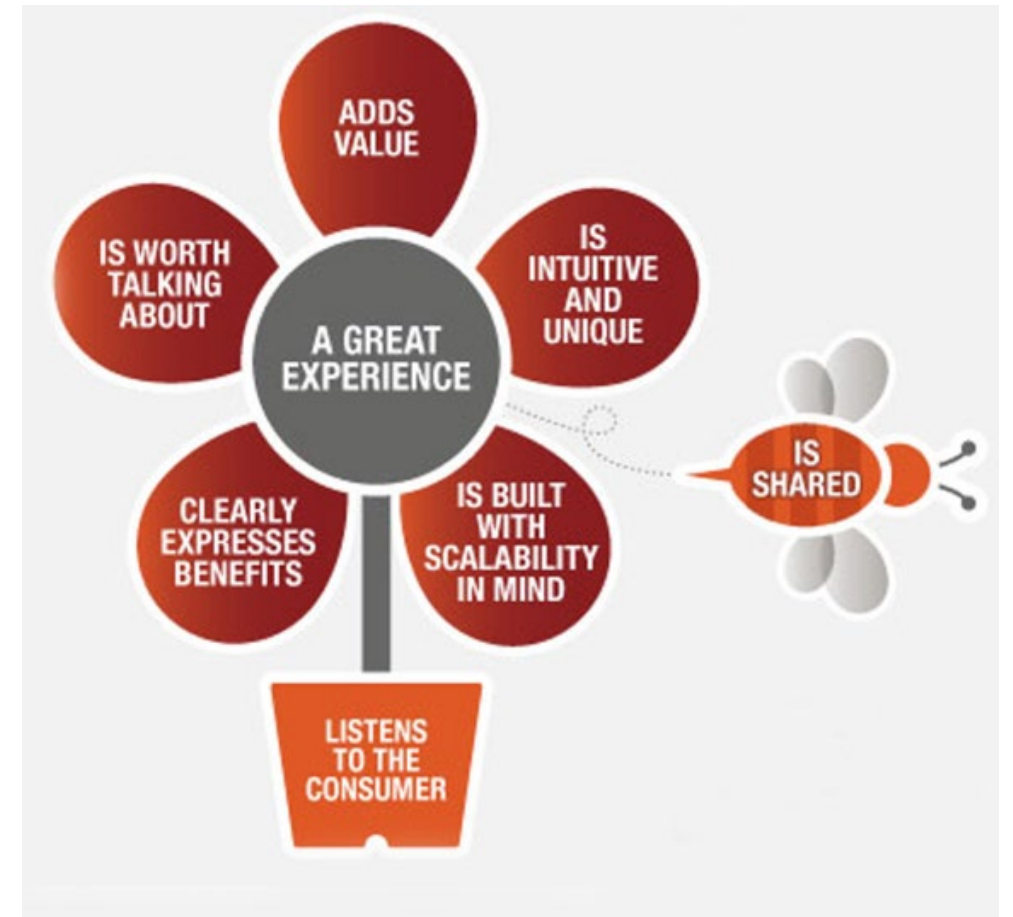 ADDS
VALUE
IS WORTH
TALKING
ABOUT
IS
INTUITIVE
AND
UNIQUE
A GREAT
EXPERIENCE
IS
SHARED
CLEARLY
EXPRESSES
BENEFITS
IS BUILT
WITH
SCALABILITY
IN MIND
LISTENS
TO THE
CONSUMER